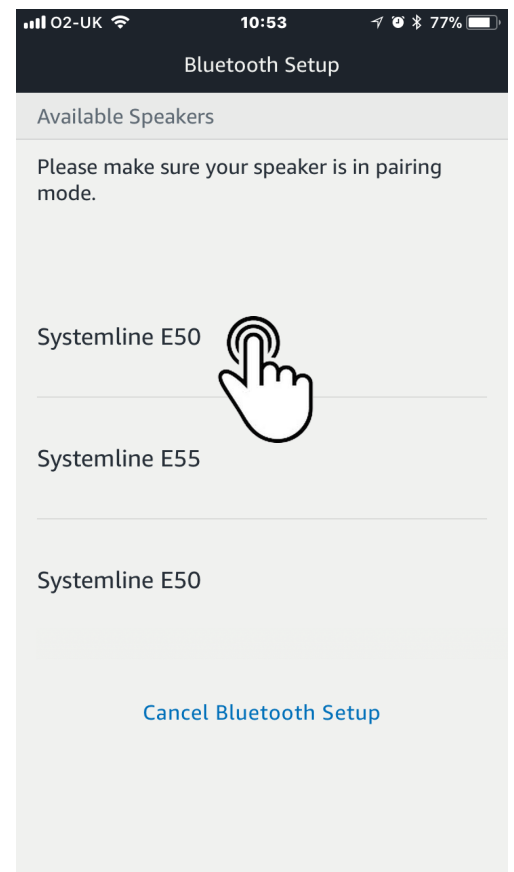 O2-UK 10:53 77%
Bluetooth Setup
Available Speakers
Please make sure your speaker is in pairing
mode.
Systemline E50
Systemline E55
Systemline E50
Cancel Bluetooth Setup